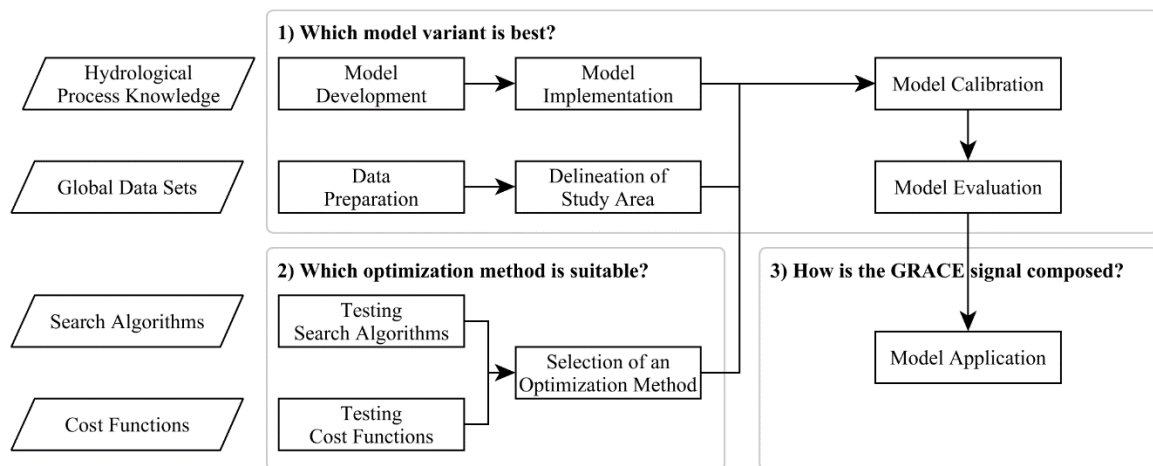 1) Which model variant is best?
Hydrological
Process Knowledge
Model
Development
Model
Implementation
Model Calibration
Global Data Sets
Data
Preparation
Delineation of
Study Area
Model Evaluation
2) Which optimization method is suitable?
3) How is the GRACE signal composed?
Search Algorithms
Testing
Search Algorithms
Selection of an
Optimization Method
Model Application
Cost Functions
Testing
Cost Functions